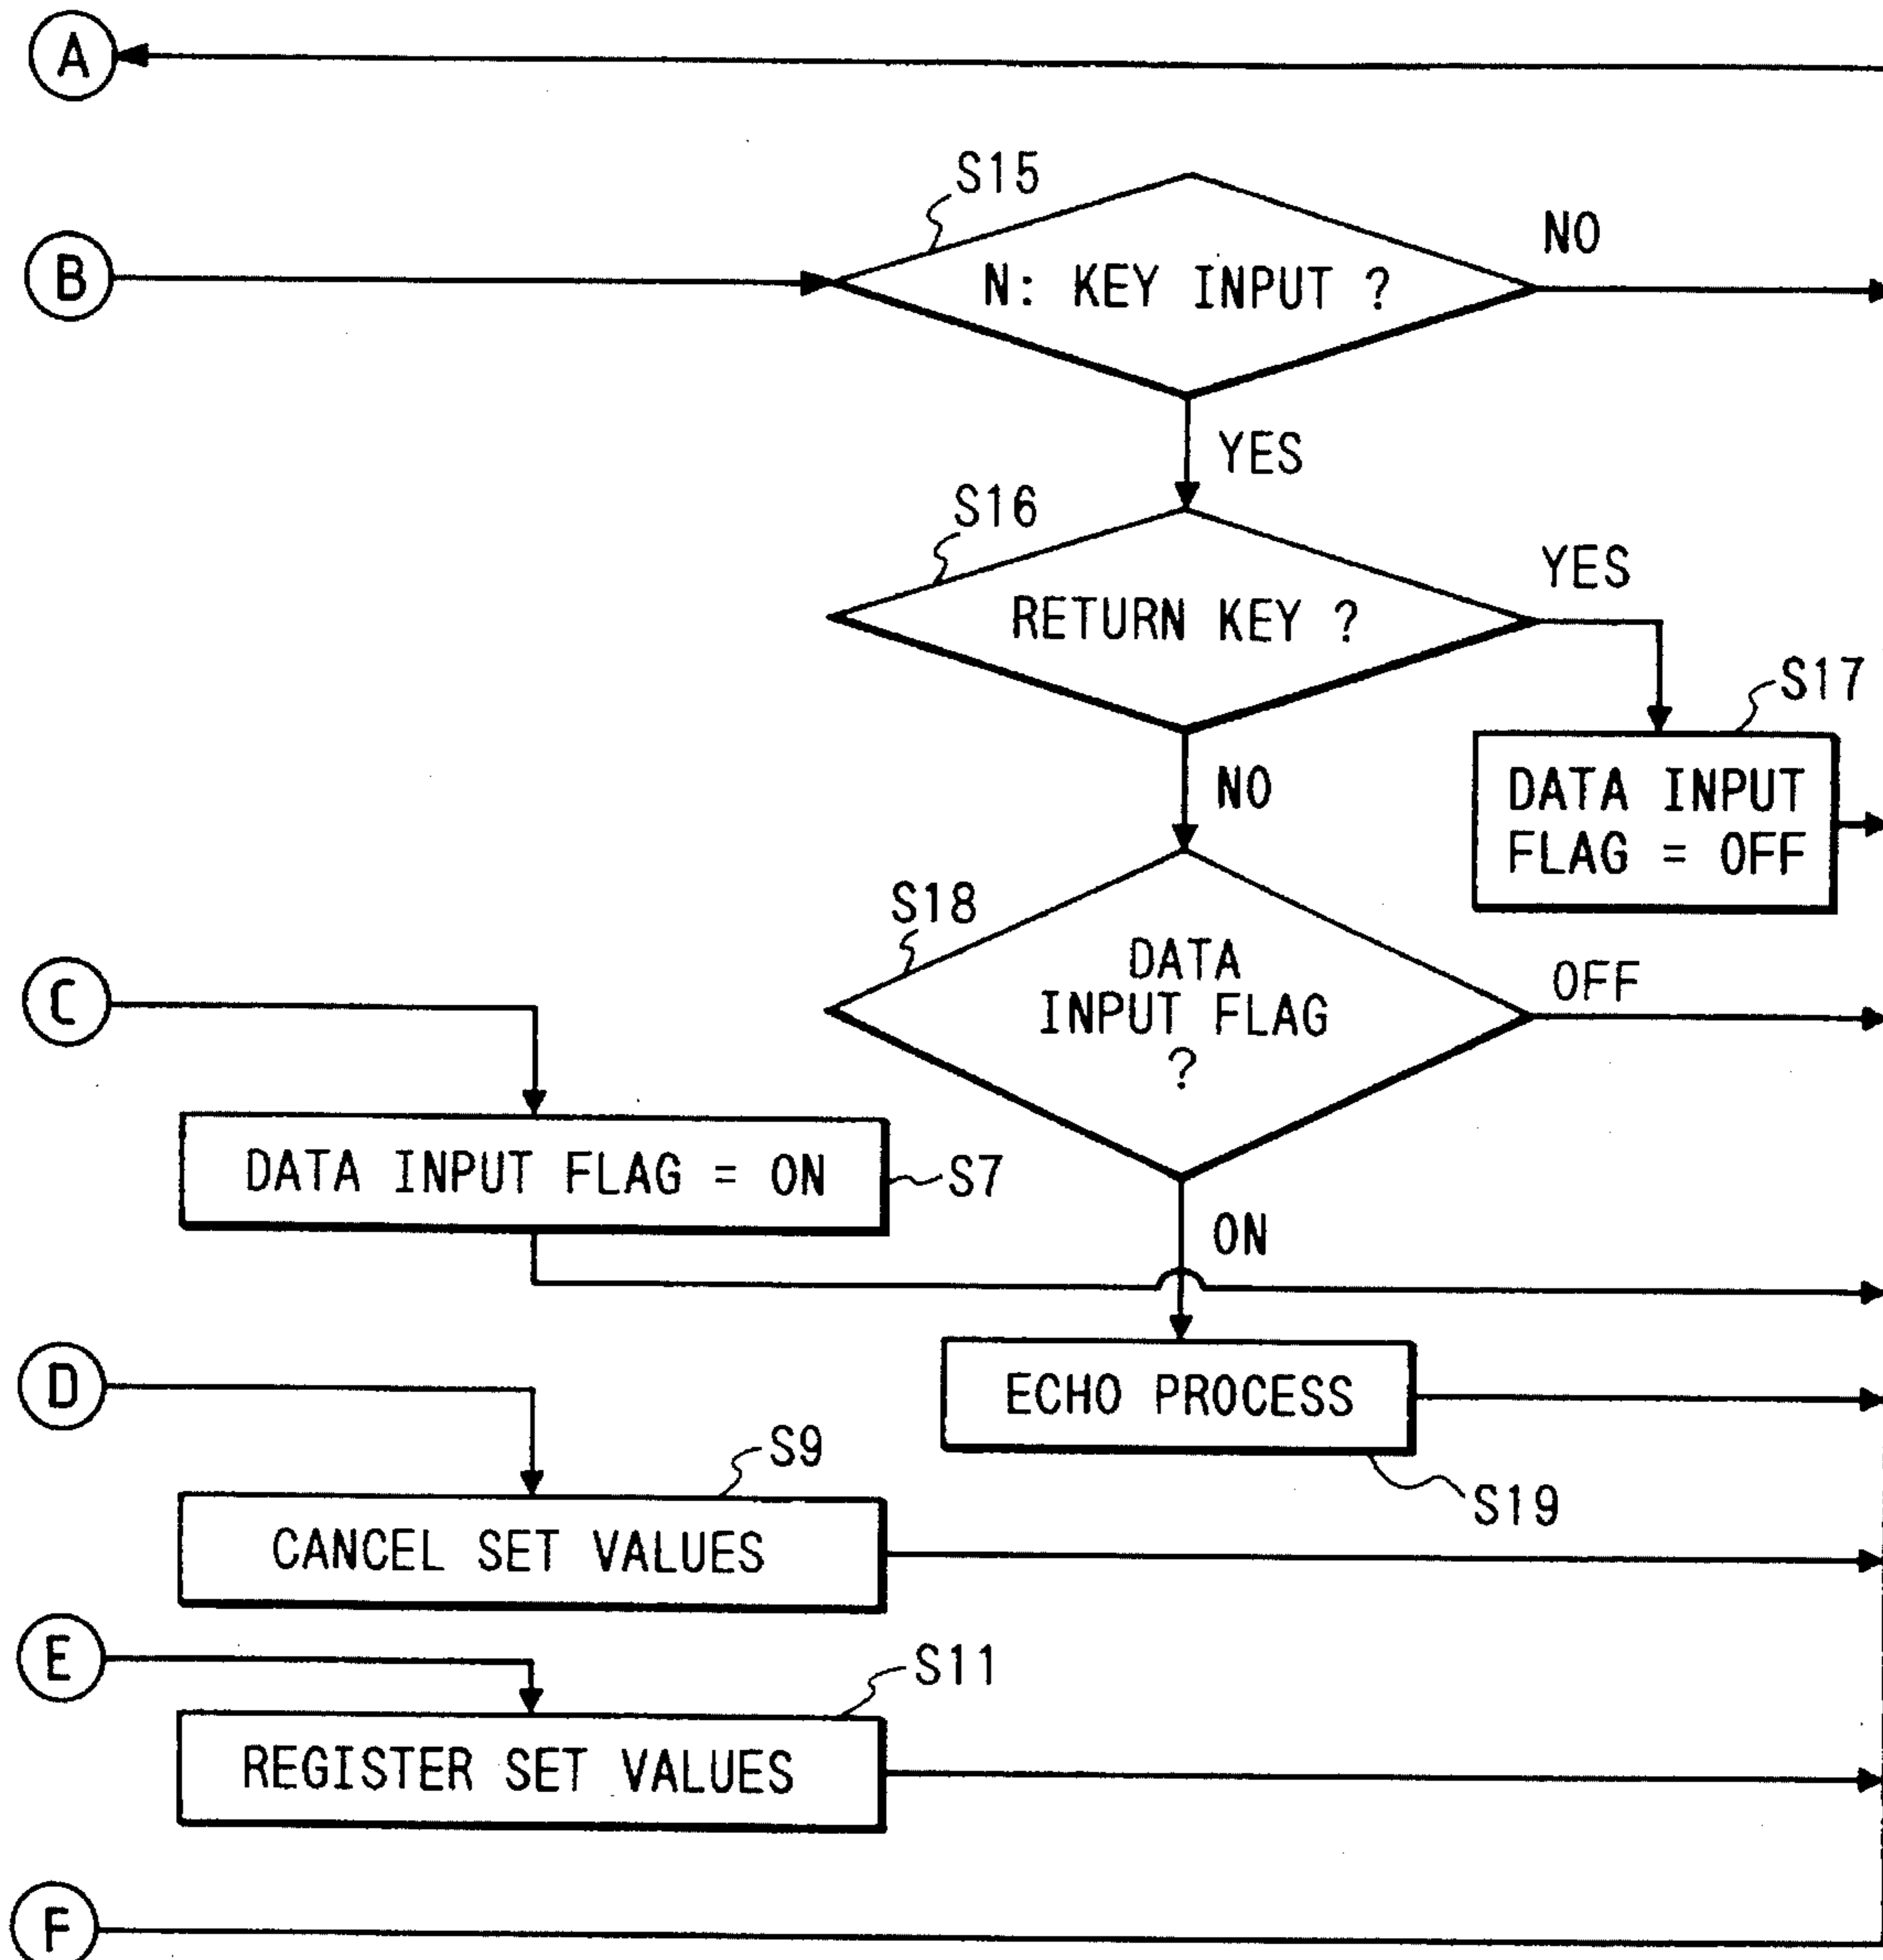 A
S15
NO
B
N: KEY INPUT ?
YES
S16
YES
RETURN KEY ?
S17
NO
DATA INPUT
FLAG = OFF
S18
DATA
INPUT FLAG
?
OFF
C
DATA INPUT FLAG = ON
S7
ON
D
ECHO PROCESS
S9
S19
CANCEL SET VALUES
E
S11
REGISTER SET VALUES
F